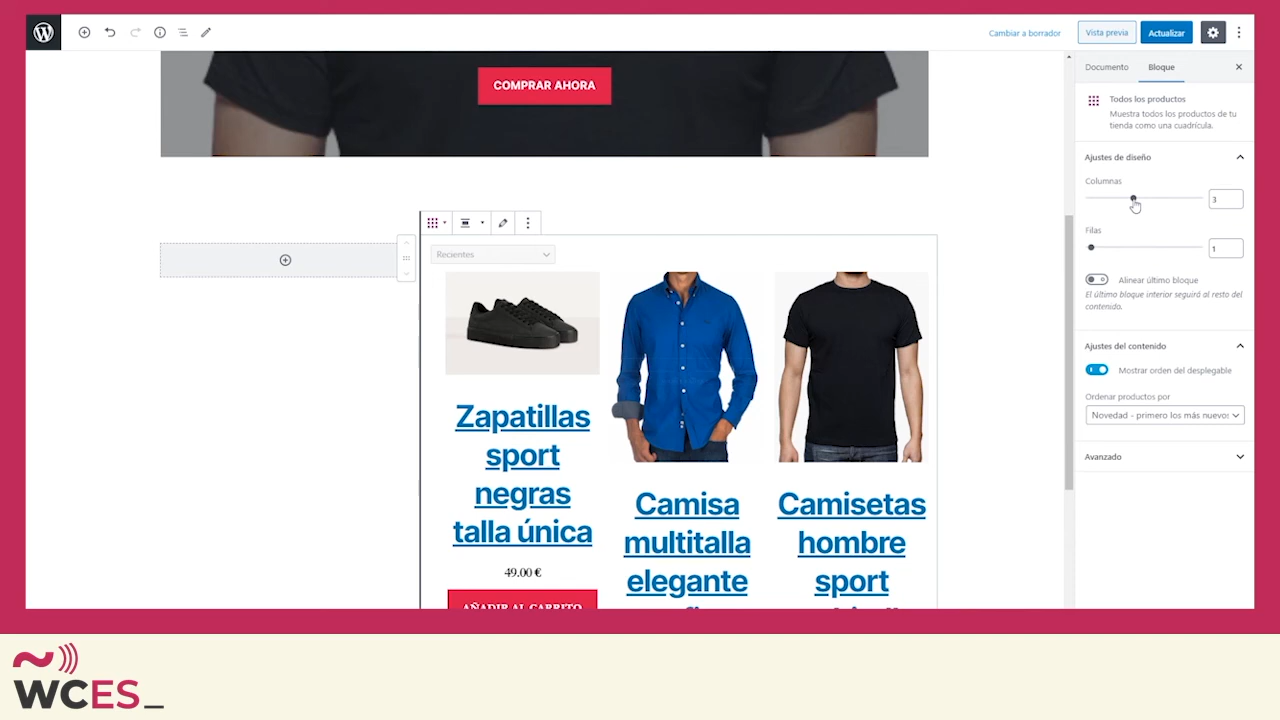 Cambiar a borrador
Vista previa
Actualizar
COMPRAR AHORA
Documento
Bloque
Todos los productos
Muestra todos los productos de tu
tienda como una cuadrícula.
Ajustes de diseño
Columnas
3
Filas
1
Alinear último bloque
El último bloque interior seguirá al resto del
contenido.
Ajustes del contenido
Mostrar orden del desplegable
Ordenar productos por
Novedad - primero los más nuevos
Avanzado
Recientes
Zapatillas
sport
negras
talla única
49.00 €
AÑADIR AL CARRITO
Camisa
multitalla
elegante
Camisetas
hombre
sport
WCES_